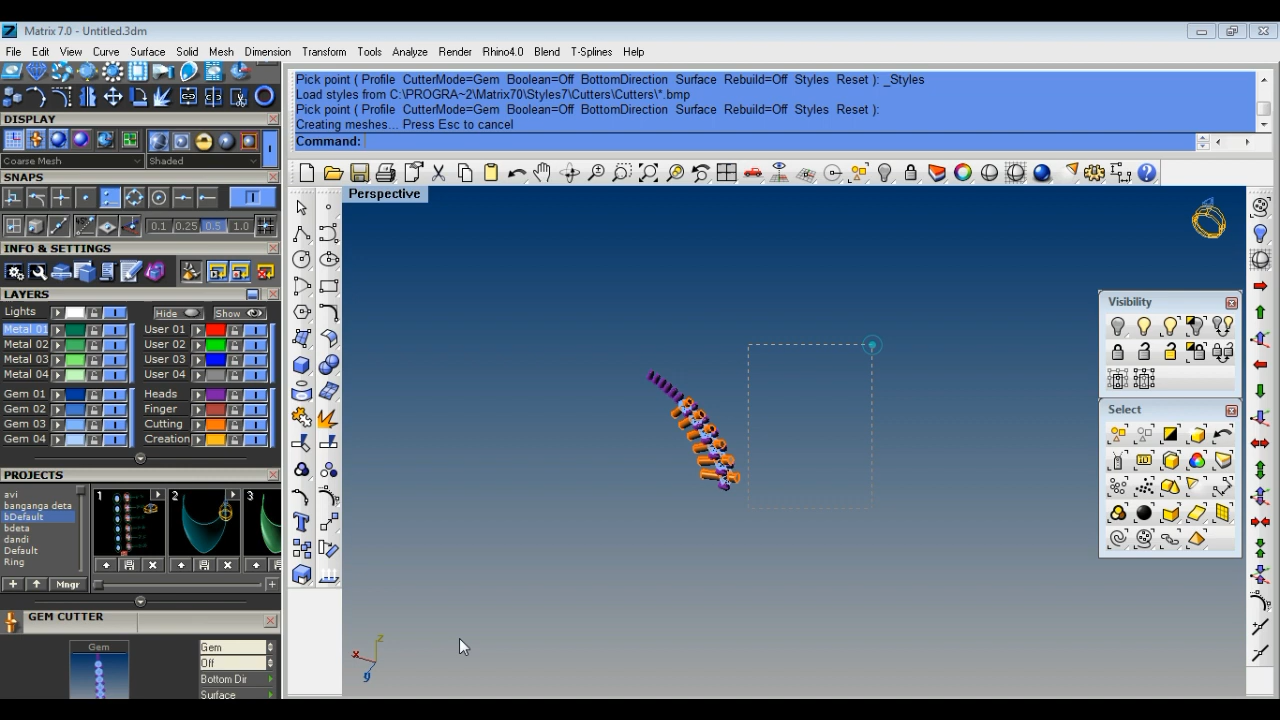 Matrix 7.0 - Untitled.3dm
File Edit View Curve Surface Solid Mesh Dimension Transform Tools Analyze Render Rhino4.0 Blend T-Splines Help
Pick point ( Profile CutterMode=Gem Boolean=Off BottomDirection Surface Rebuild=Off Styles Reset ): _Styles
Load styles from C:\PROGRA~2\Matrix70\Styles7\Cutters\Cutters\*.bmp
Pick point ( Profile CutterMode=Gem Boolean=Off BottomDirection Surface Rebuild=Off Styles Reset ):
Creating meshes... Press Esc to cancel
Command:
DISPLAY
Coarse Mesh Shaded
SNAPS
0.1 0.25 0.5 1.0
INFO & SETTINGS
LAYERS
Lights Hide Show
Metal 01 User 01
Metal 02 User 02
Metal 03 User 03
Metal 04 User 04
Gem 01 Heads
Gem 02 Finger
Gem 03 Cutting
Gem 04 Creation
PROJECTS
avi
banganga deta
bDefault
bdeta
dandi
Default
Ring
1 2 3
Mngr
GEM CUTTER
Gem
Gem
Off
Bottom Dir
Surface
Perspective
z
x
y
Visibility
Select